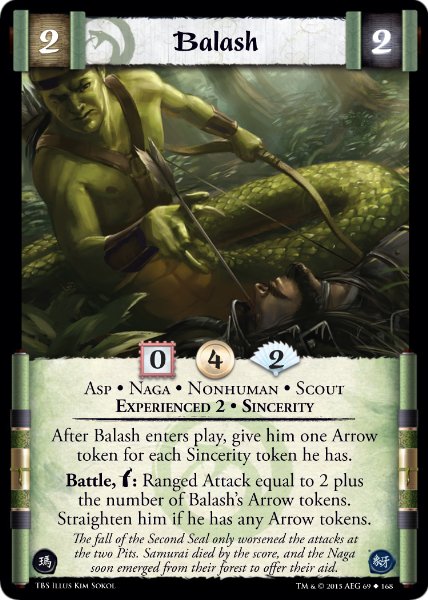 2 Balash 2
0 4 2
Asp • Naga • Nonhuman • Scout
Experienced 2 • Sincerity
After Balash enters play, give him one Arrow
token for each Sincerity token he has.
Battle, : Ranged Attack equal to 2 plus
the number of Balash's Arrow tokens.
Straighten him if he has any Arrow tokens.
The fall of the Second Seal only worsened the attacks at
the two Pits. Samurai died by the score, and the Naga
soon emerged from their forest to offer their aid.
TBS Illus Kim Sokol TM & © 2015 AEG 69 ♦ 168